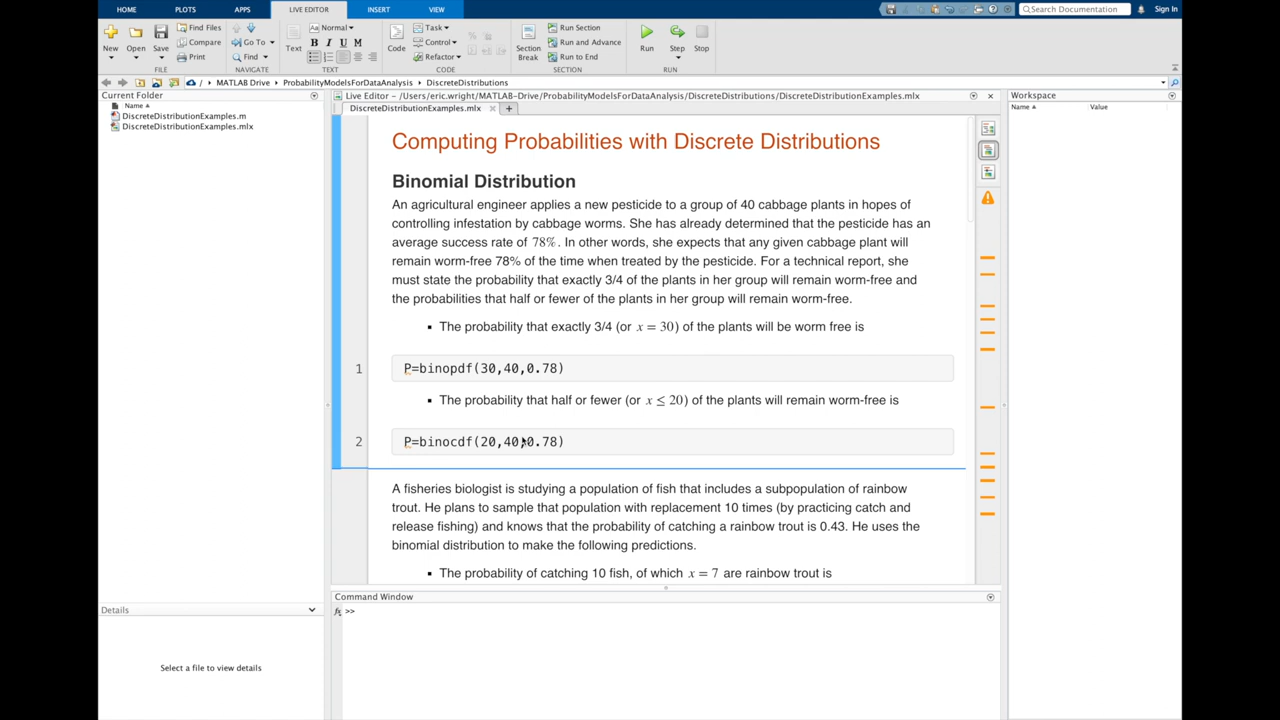 HOME PLOTS APPS LIVE EDITOR INSERT VIEW
Search Documentation Sign In
New Open Save Find Files Compare Print Go To Find
Text Normal B I U M
Code Task Control Refactor
Section Break Run Section Run and Advance Run to End
Run Step Stop
FILE NAVIGATE TEXT CODE SECTION RUN
/ MATLAB Drive ProbabilityModelsForDataAnalysis DiscreteDistributions
Current Folder
Name
DiscreteDistributionExamples.m
DiscreteDistributionExamples.mlx
Details
Select a file to view details
Live Editor - /Users/eric.wright/MATLAB-Drive/ProbabilityModelsForDataAnalysis/DiscreteDistributions/DiscreteDistributionExamples.mlx
DiscreteDistributionExamples.mlx
Computing Probabilities with Discrete Distributions
Binomial Distribution
An agricultural engineer applies a new pesticide to a group of 40 cabbage plants in hopes of
controlling infestation by cabbage worms. She has already determined that the pesticide has an
average success rate of 78%. In other words, she expects that any given cabbage plant will
remain worm-free 78% of the time when treated by the pesticide. For a technical report, she
must state the probability that exactly 3/4 of the plants in her group will remain worm-free and
the probabilities that half or fewer of the plants in her group will remain worm-free.
▪ The probability that exactly 3/4 (or x = 30) of the plants will be worm free is
1 P=binopdf(30,40,0.78)
▪ The probability that half or fewer (or x ≤ 20) of the plants will remain worm-free is
2 P=binocdf(20,40,0.78)
A fisheries biologist is studying a population of fish that includes a subpopulation of rainbow
trout. He plans to sample that population with replacement 10 times (by practicing catch and
release fishing) and knows that the probability of catching a rainbow trout is 0.43. He uses the
binomial distribution to make the following predictions.
▪ The probability of catching 10 fish, of which x = 7 are rainbow trout is
Command Window
fx >>
Workspace
Name Value